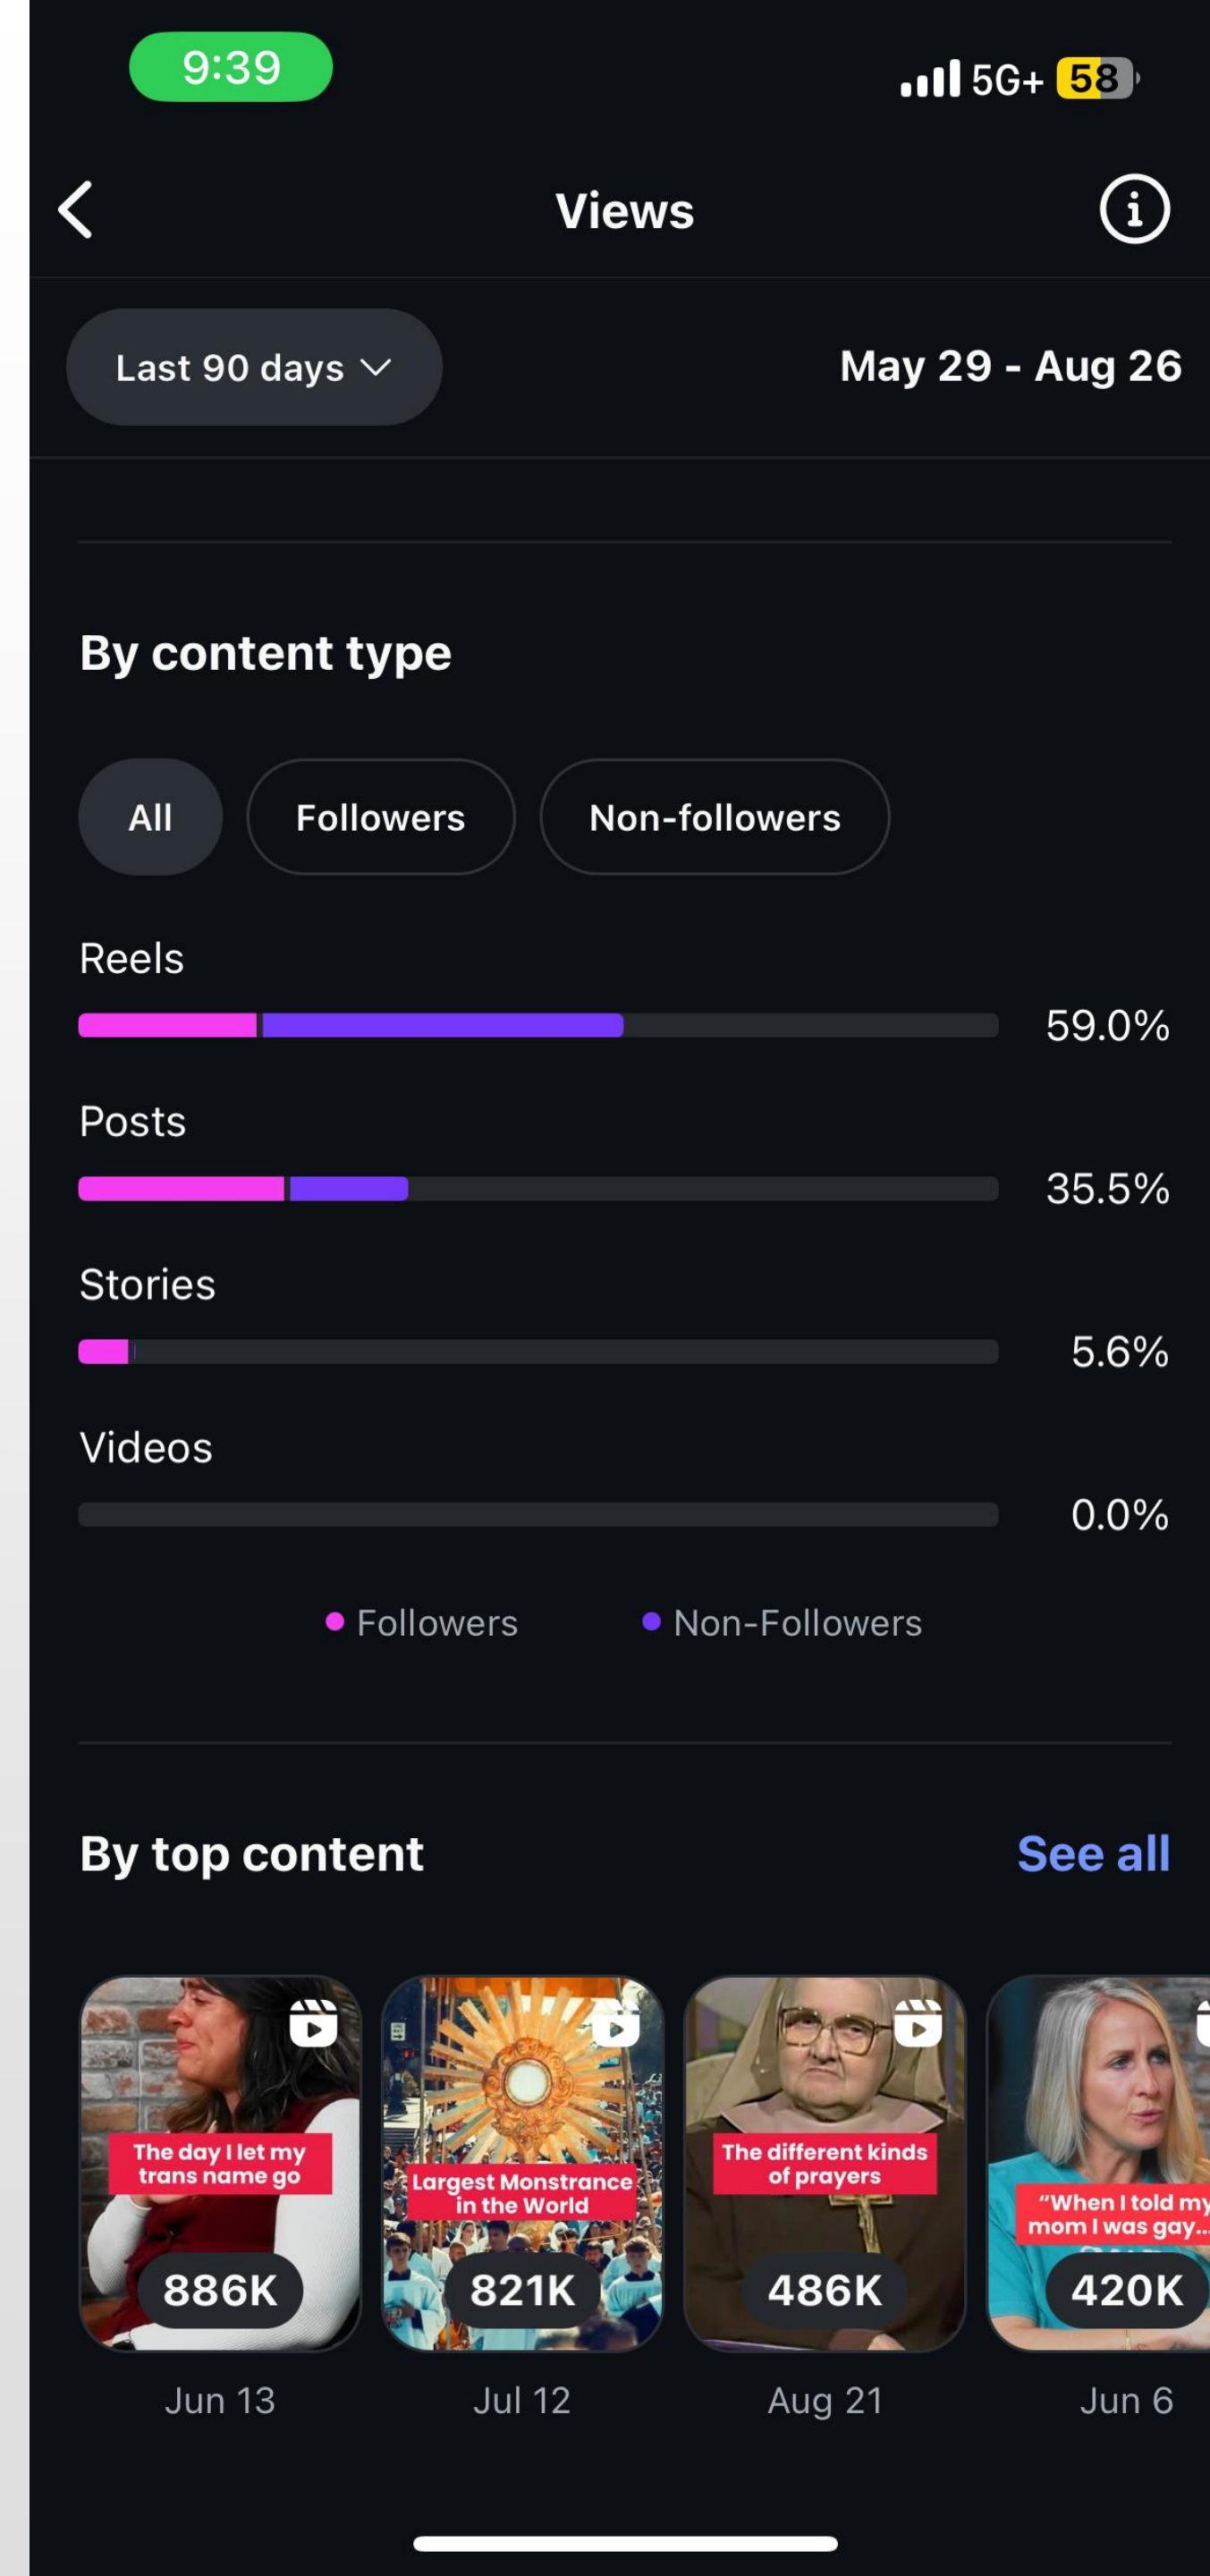 9:39
5G+ 58
Views
Last 90 days
May 29 - Aug 26
By content type
All
Followers
Non-followers
Reels
59.0%
Posts
35.5%
Stories
5.6%
Videos
0.0%
Followers
Non-Followers
By top content
See all
The day I let my
trans name go
886K
Jun 13
Largest Monstrance
in the World
821K
Jul 12
The different kinds
of prayers
486K
Aug 21
“When I told my
mom I was gay...
420K
Jun 6